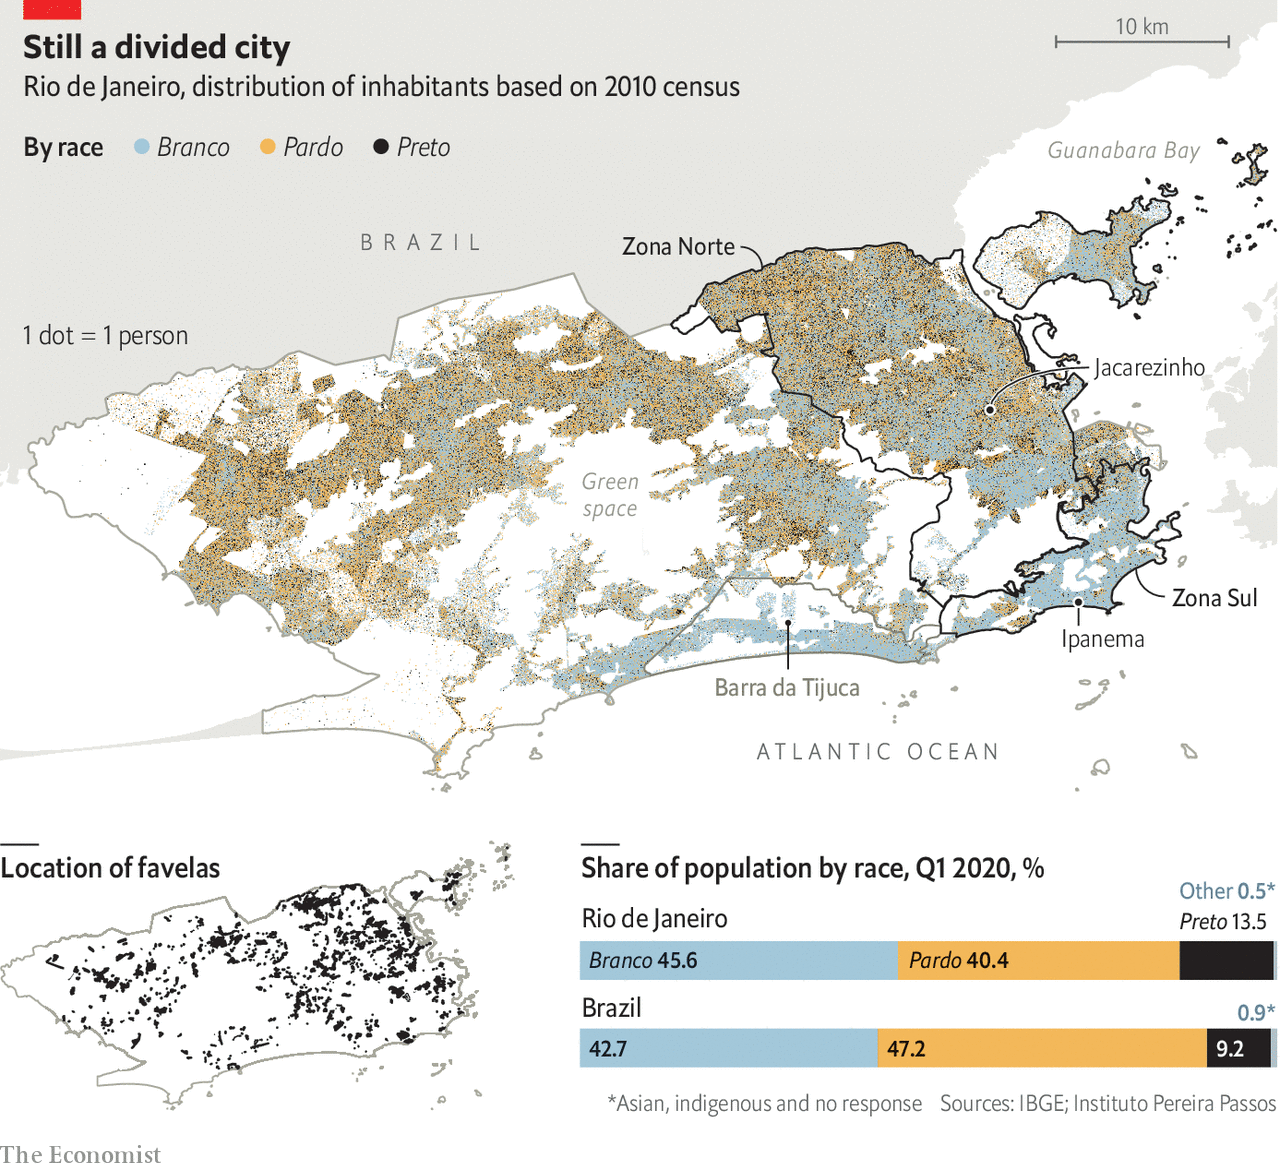 Still a divided city
Rio de Janeiro, distribution of inhabitants based on 2010 census
10 km
By race Branco Pardo Preto
Guanabara Bay
BRAZIL
Zona Norte
1 dot = 1 person
Jacarezinho
Green
space
Zona Sul
Ipanema
Barra da Tijuca
ATLANTIC OCEAN
Location of favelas
Share of population by race, Q1 2020, %
Other 0.5*
Rio de Janeiro
Preto 13.5
Branco 45.6 Pardo 40.4
Brazil
0.9*
42.7 47.2 9.2
*Asian, indigenous and no response Sources: IBGE; Instituto Pereira Passos
The Economist